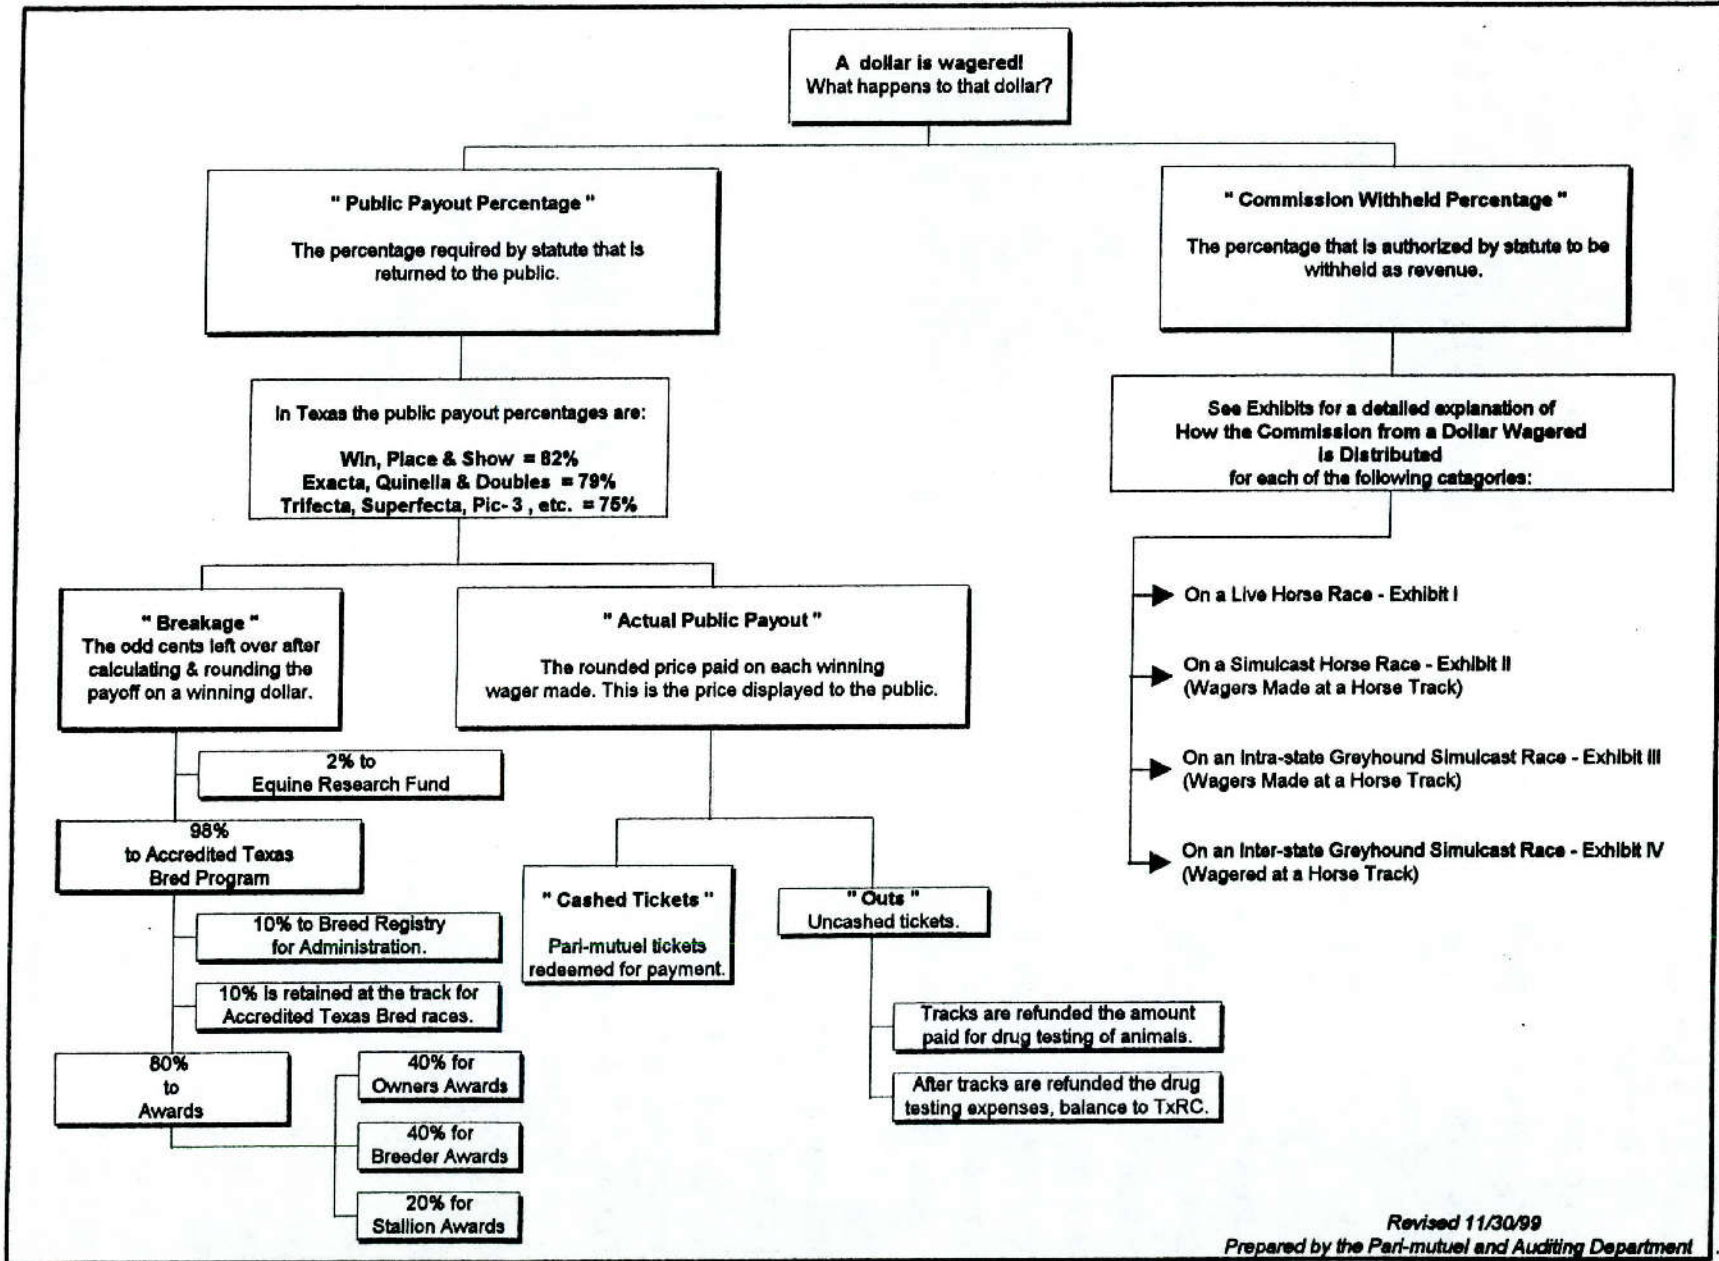 A dollar is wagered!
What happens to that dollar?
" Public Payout Percentage "
The percentage required by statute that is
returned to the public.
" Commission Withheld Percentage "
The percentage that is authorized by statute to be
withheld as revenue.
In Texas the public payout percentages are:
Win, Place & Show = 82%
Exacta, Quinella & Doubles = 79%
Trifecta, Superfecta, Pic- 3 , etc. = 75%
See Exhibits for a detailed explanation of
How the Commission from a Dollar Wagered
is Distributed
for each of the following catagories:
" Breakage "
The odd cents left over after
calculating & rounding the
payoff on a winning dollar.
" Actual Public Payout "
The rounded price paid on each winning
wager made. This is the price displayed to the public.
On a Live Horse Race - Exhibit I
On a Simulcast Horse Race - Exhibit II
(Wagers Made at a Horse Track)
On an Intra-state Greyhound Simulcast Race - Exhibit III
(Wagers Made at a Horse Track)
On an Inter-state Greyhound Simulcast Race - Exhibit IV
(Wagered at a Horse Track)
2% to
Equine Research Fund
98%
to Accredited Texas
Bred Program
10% to Breed Registry
for Administration.
10% is retained at the track for
Accredited Texas Bred races.
80%
to
Awards
40% for
Owners Awards
40% for
Breeder Awards
20% for
Stallion Awards
" Cashed Tickets "
Pari-mutuel tickets
redeemed for payment.
" Outs "
Uncashed tickets.
Tracks are refunded the amount
paid for drug testing of animals.
After tracks are refunded the drug
testing expenses, balance to TxRC.
Revised 11/30/99
Prepared by the Pari-mutuel and Auditing Department